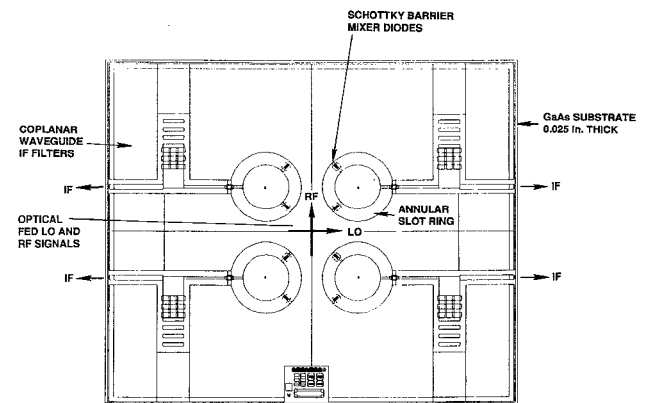 SCHOTTKY BARRIER
MIXER DIODES
GaAs SUBSTRATE
0.025 in. THICK
COPLANAR
WAVEGUIDE
IF FILTERS
IF
IF
RF
ANNULAR
SLOT RING
OPTICAL
FED LO AND
RF SIGNALS
LO
IF
IF